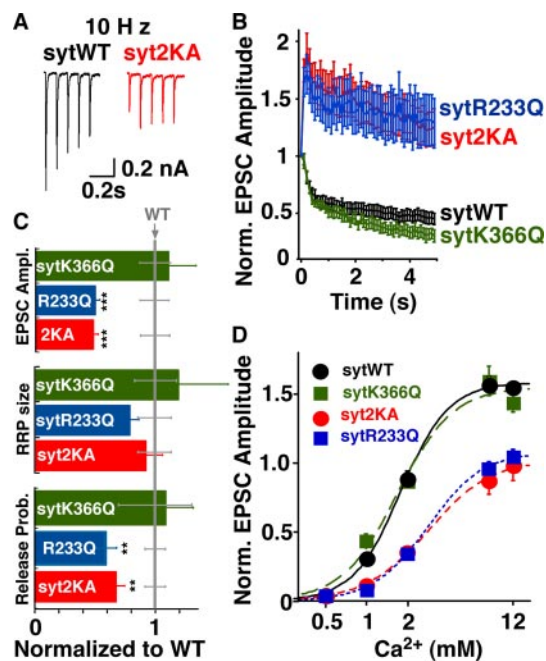 A
10 Hz
sytWT
syt2KA
0.2 nA
0.2s
B
Norm. EPSC Amplitude
2
1.5
1
0.5
0
0
2
4
Time (s)
sytR233Q
syt2KA
sytWT
sytK366Q
C
WT
EPSC Ampl.
sytK366Q
R233Q
***
2KA
***
RRP size
sytK366Q
sytR233Q
syt2KA
Release Prob.
sytK366Q
R233Q
**
syt2KA
**
0
1
Normalized to WT
D
Norm. EPSC Amplitude
1.5
1.0
0.5
0
sytWT
sytK366Q
syt2KA
sytR233Q
0.5
1
2
12
Ca2+ (mM)